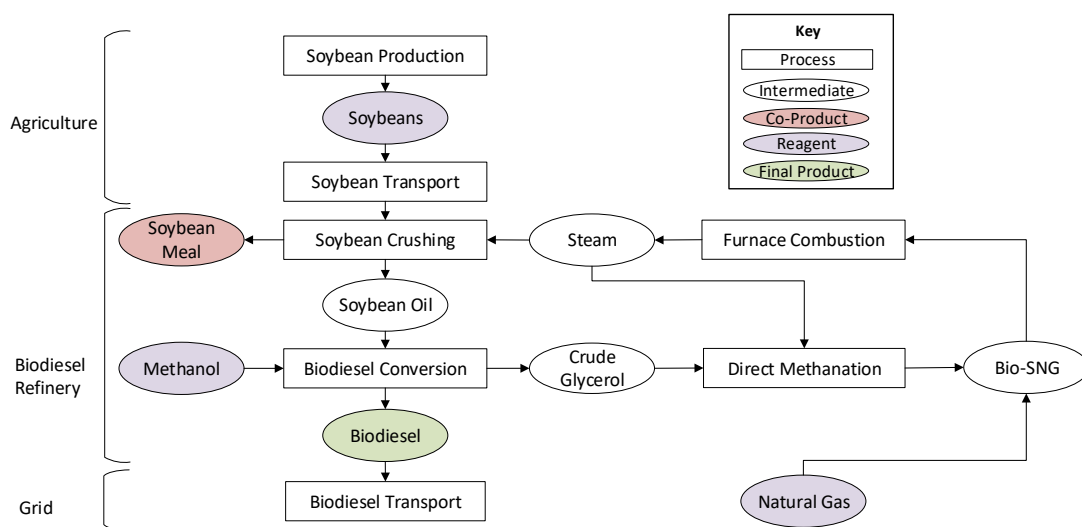 Key
Process
Intermediate
Co-Product
Reagent
Final Product
Agriculture
Soybean Production
Soybeans
Soybean Transport
Biodiesel
Refinery
Soybean
Meal
Soybean Crushing
Steam
Furnace Combustion
Soybean Oil
Methanol
Biodiesel Conversion
Crude
Glycerol
Direct Methanation
Bio-SNG
Biodiesel
Grid
Biodiesel Transport
Natural Gas